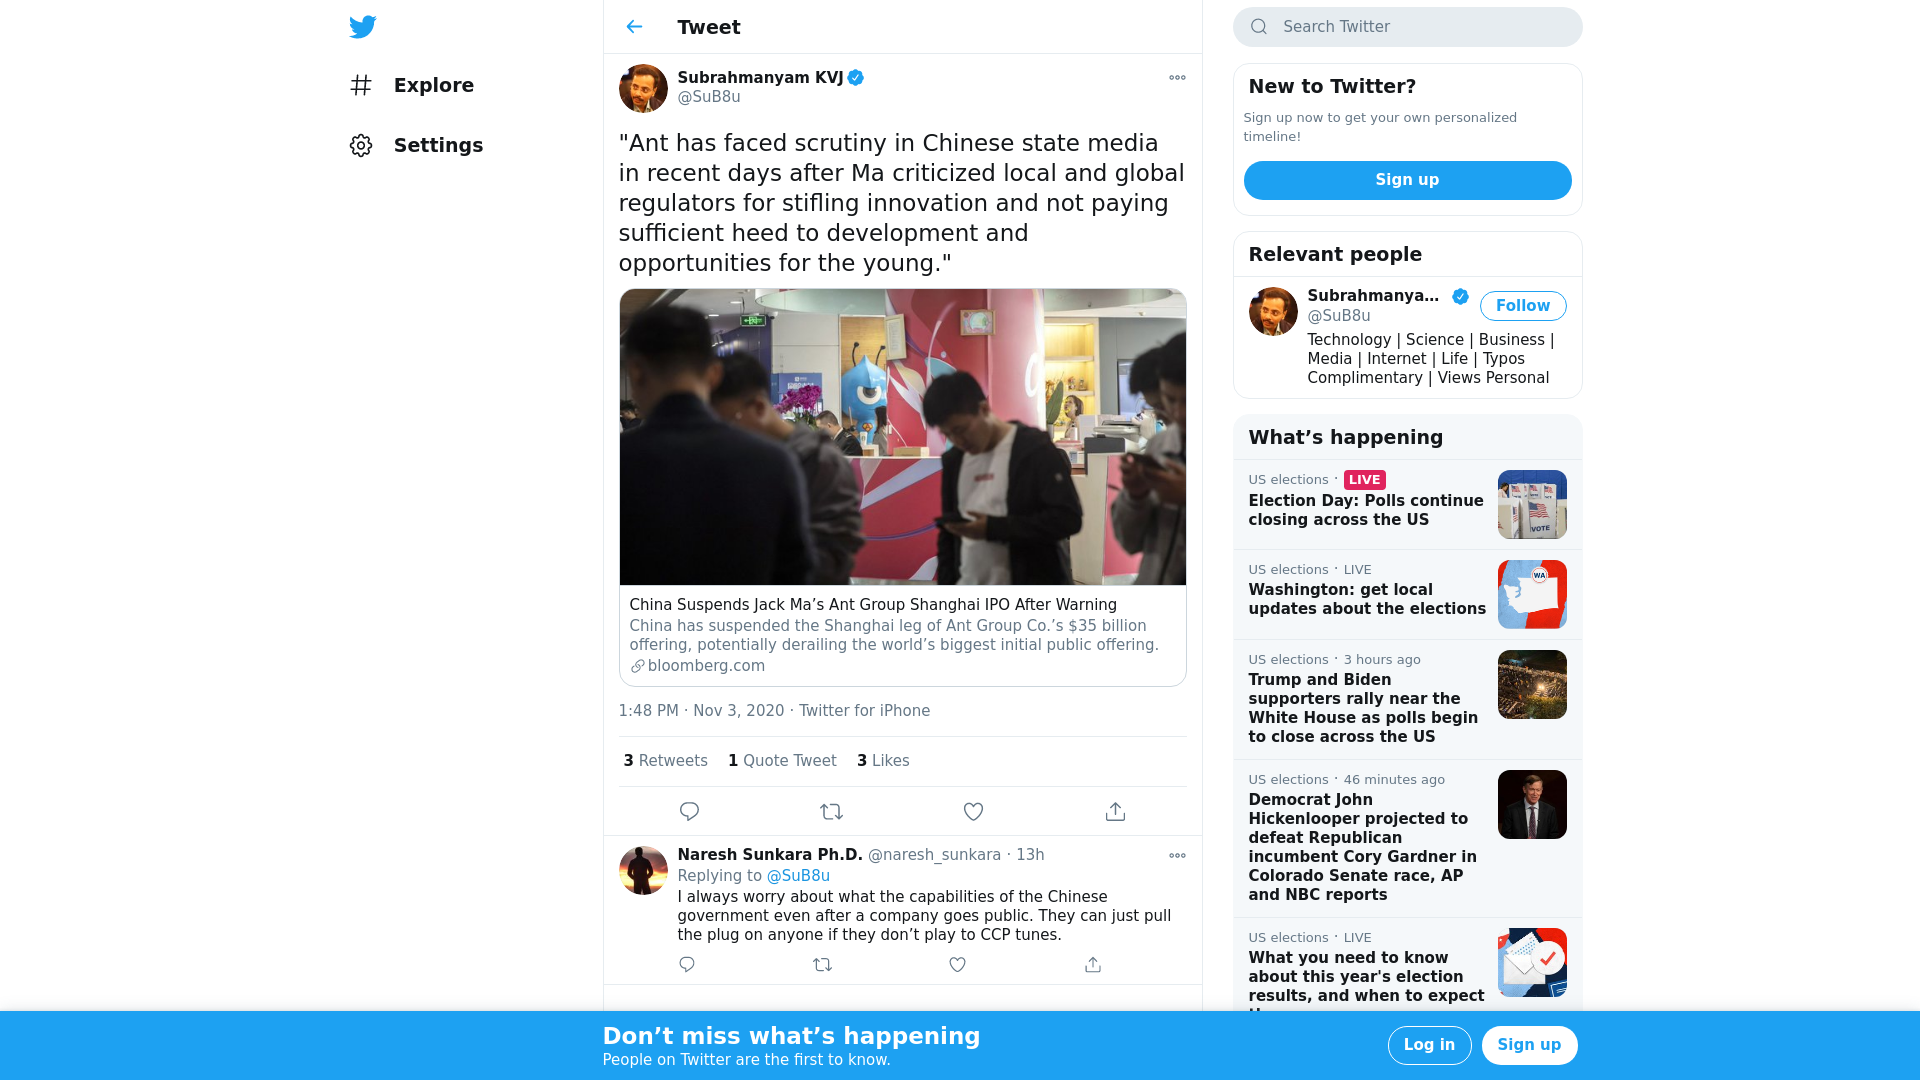 Explore
Settings
Tweet
Subrahmanyam KVJ
@SuB8u
"Ant has faced scrutiny in Chinese state media
in recent days after Ma criticized local and global
regulators for stifling innovation and not paying
sufficient heed to development and
opportunities for the young."
China Suspends Jack Ma’s Ant Group Shanghai IPO After Warning
China has suspended the Shanghai leg of Ant Group Co.’s $35 billion
offering, potentially derailing the world’s biggest initial public offering.
bloomberg.com
1:48 PM · Nov 3, 2020 · Twitter for iPhone
3 Retweets 1 Quote Tweet 3 Likes
Naresh Sunkara Ph.D. @naresh_sunkara · 13h
Replying to @SuB8u
I always worry about what the capabilities of the Chinese
government even after a company goes public. They can just pull
the plug on anyone if they don’t play to CCP tunes.
Search Twitter
New to Twitter?
Sign up now to get your own personalized
timeline!
Sign up
Relevant people
Subrahmanya...
@SuB8u
Follow
Technology | Science | Business |
Media | Internet | Life | Typos
Complimentary | Views Personal
What’s happening
US elections · LIVE
Election Day: Polls continue
closing across the US
VOTE
US elections · LIVE
Washington: get local
updates about the elections
WA
US elections · 3 hours ago
Trump and Biden
supporters rally near the
White House as polls begin
to close across the US
US elections · 46 minutes ago
Democrat John
Hickenlooper projected to
defeat Republican
incumbent Cory Gardner in
Colorado Senate race, AP
and NBC reports
US elections · LIVE
What you need to know
about this year's election
results, and when to expect
Don’t miss what’s happening
People on Twitter are the first to know.
Log in
Sign up